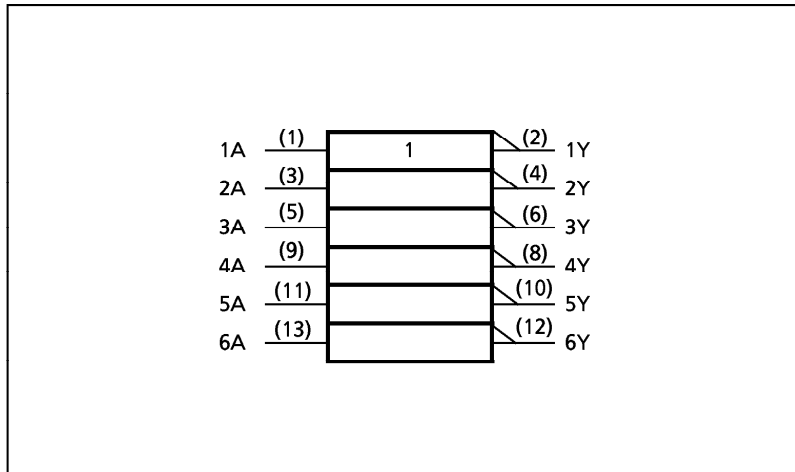 1A (1) 1 (2) 1Y
2A (3) (4) 2Y
3A (5) (6) 3Y
4A (9) (8) 4Y
5A (11) (10) 5Y
6A (13) (12) 6Y